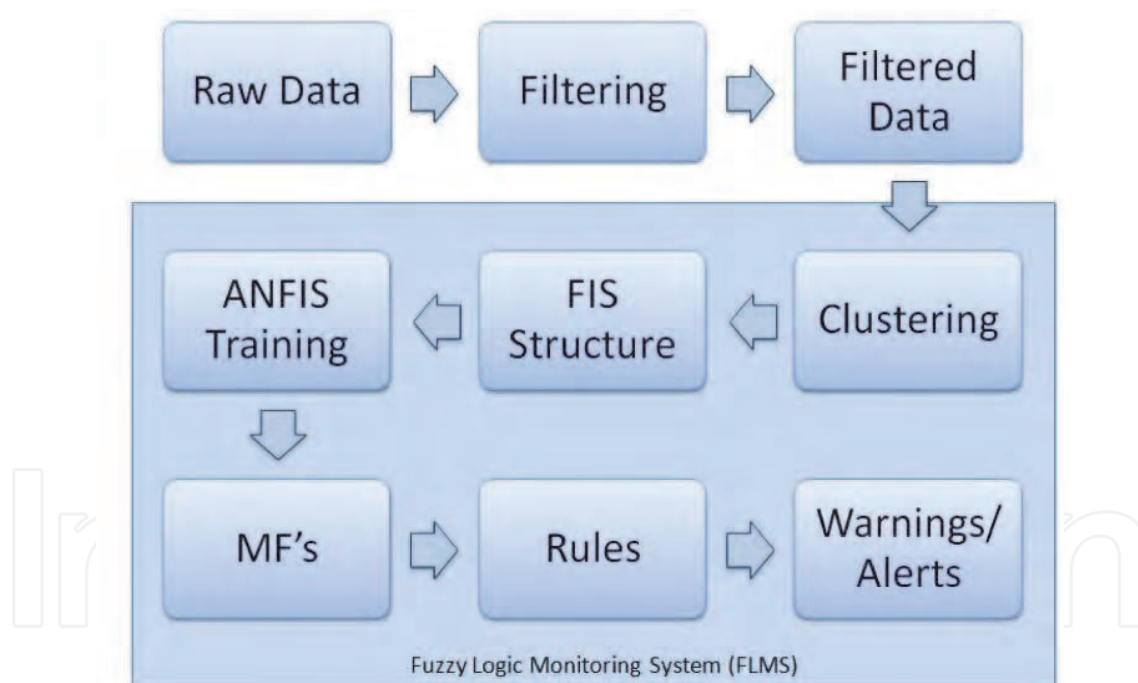 Raw Data
Filtering
Filtered
Data
ANFIS
Training
FIS
Structure
Clustering
MF's
Rules
Warnings/
Alerts
Fuzzy Logic Monitoring System (FLMS)